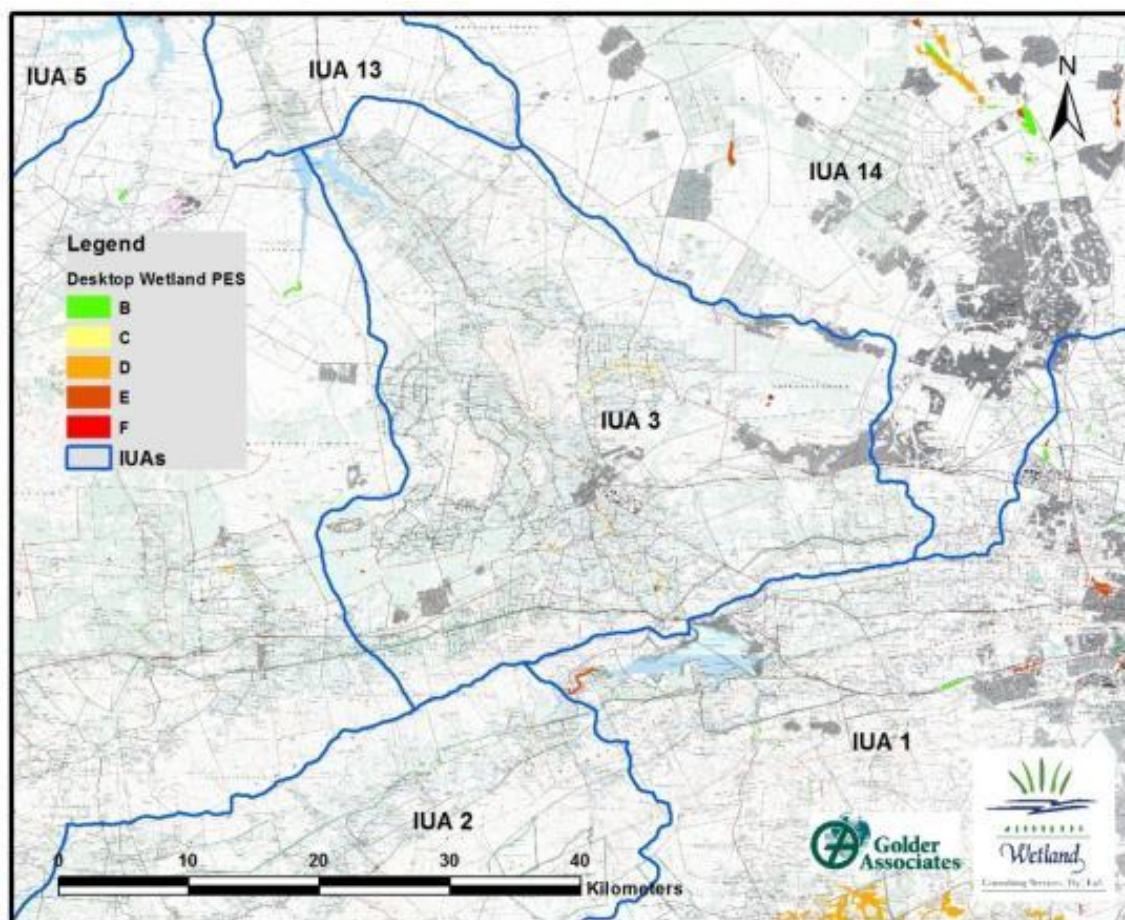 IUA 5
IUA 13
N
IUA 14
Legend
Desktop Wetland PES
B
C
D
E
F
IUAs
IUA 3
IUA 1
IUA 2
0 10 20 30 40
Kilometers
Golder
Associates
Wetland